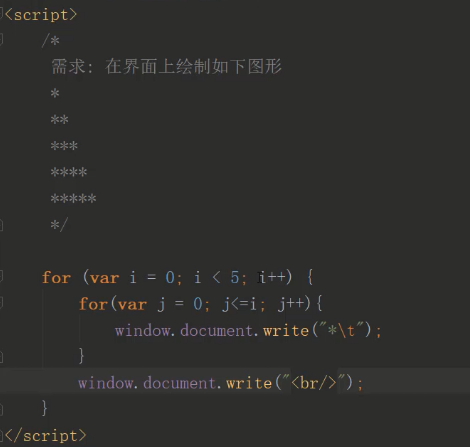 <script>
/*
需求: 在界面上绘制如下图形
*
**
***
****
*****
*/
for (var i = 0; i < 5; i++) {
for(var j = 0; j<=i; j++){
window.document.write("*\t");
}
window.document.write("<br/>");
}
</script>